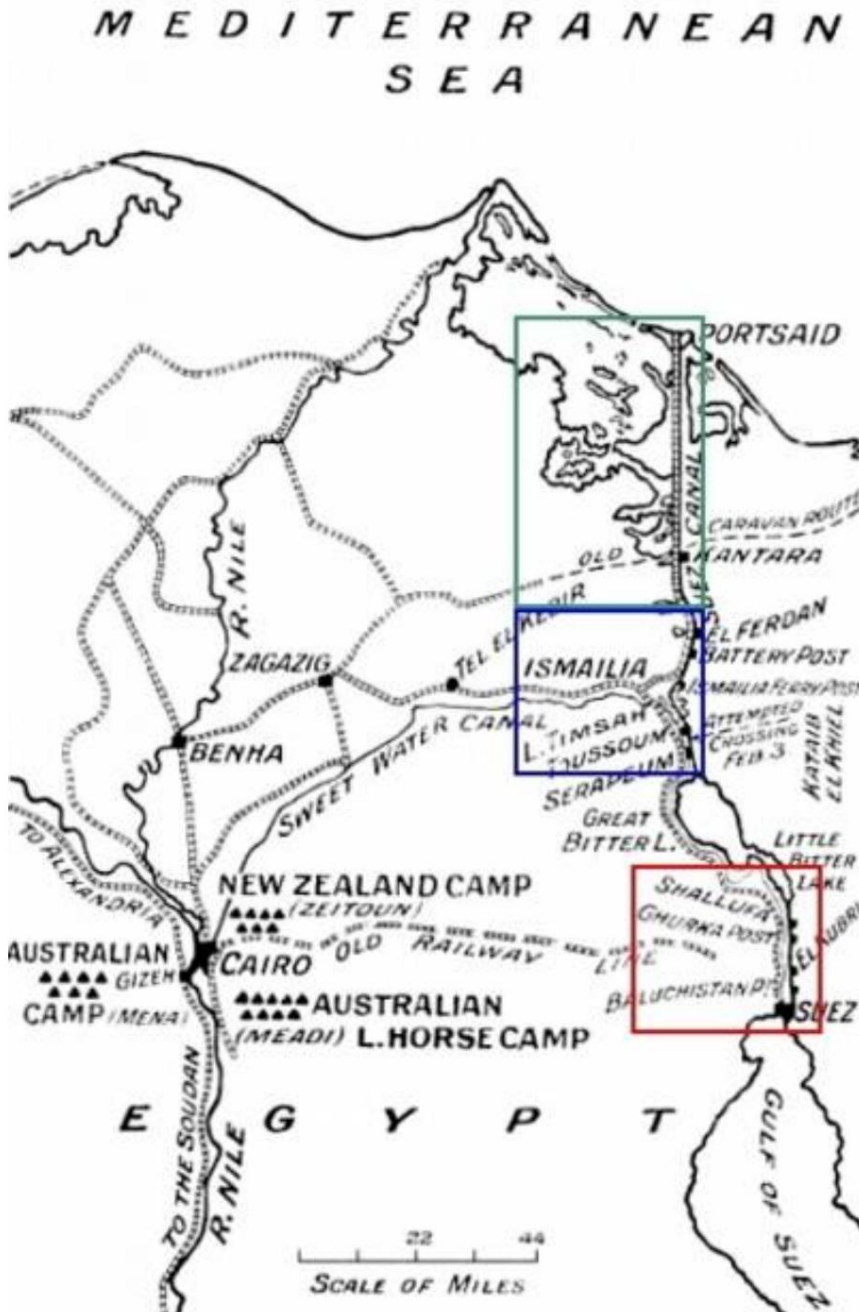 MEDITERRANEAN
SEA
PORTSAID
CANAL
CARAVAN ROUTE
OLD
KANTARA
R. NILE
TEL EL KEBIR
EL FERDAN
ZAGAZIG
ISMAILIA
BATTERY POST
ISMAILIA FERRY POST
BENHA
SWEET WATER CANAL
L. TIMSAH
TOUSSOUM
SERAPEUM
ATTEMPTED
CROSSING
FEB. 3
KATAIB
EL KHIEL
GREAT
BITTER L.
LITTLE
BITTER
LAKE
TO ALEXANDRIA
NEW ZEALAND CAMP
(ZEITOUN)
SHALLUFA
GHURKA POST
EL KUBRI
AUSTRALIAN
GIZEH
CAMP (MENA)
CAIRO
OLD RAILWAY LINE
BALUCHISTAN P.
SUEZ
AUSTRALIAN
(MEADI) L. HORSE CAMP
EGYPT
TO THE SOUDAN
R. NILE
GULF OF SUEZ
22 44
SCALE OF MILES